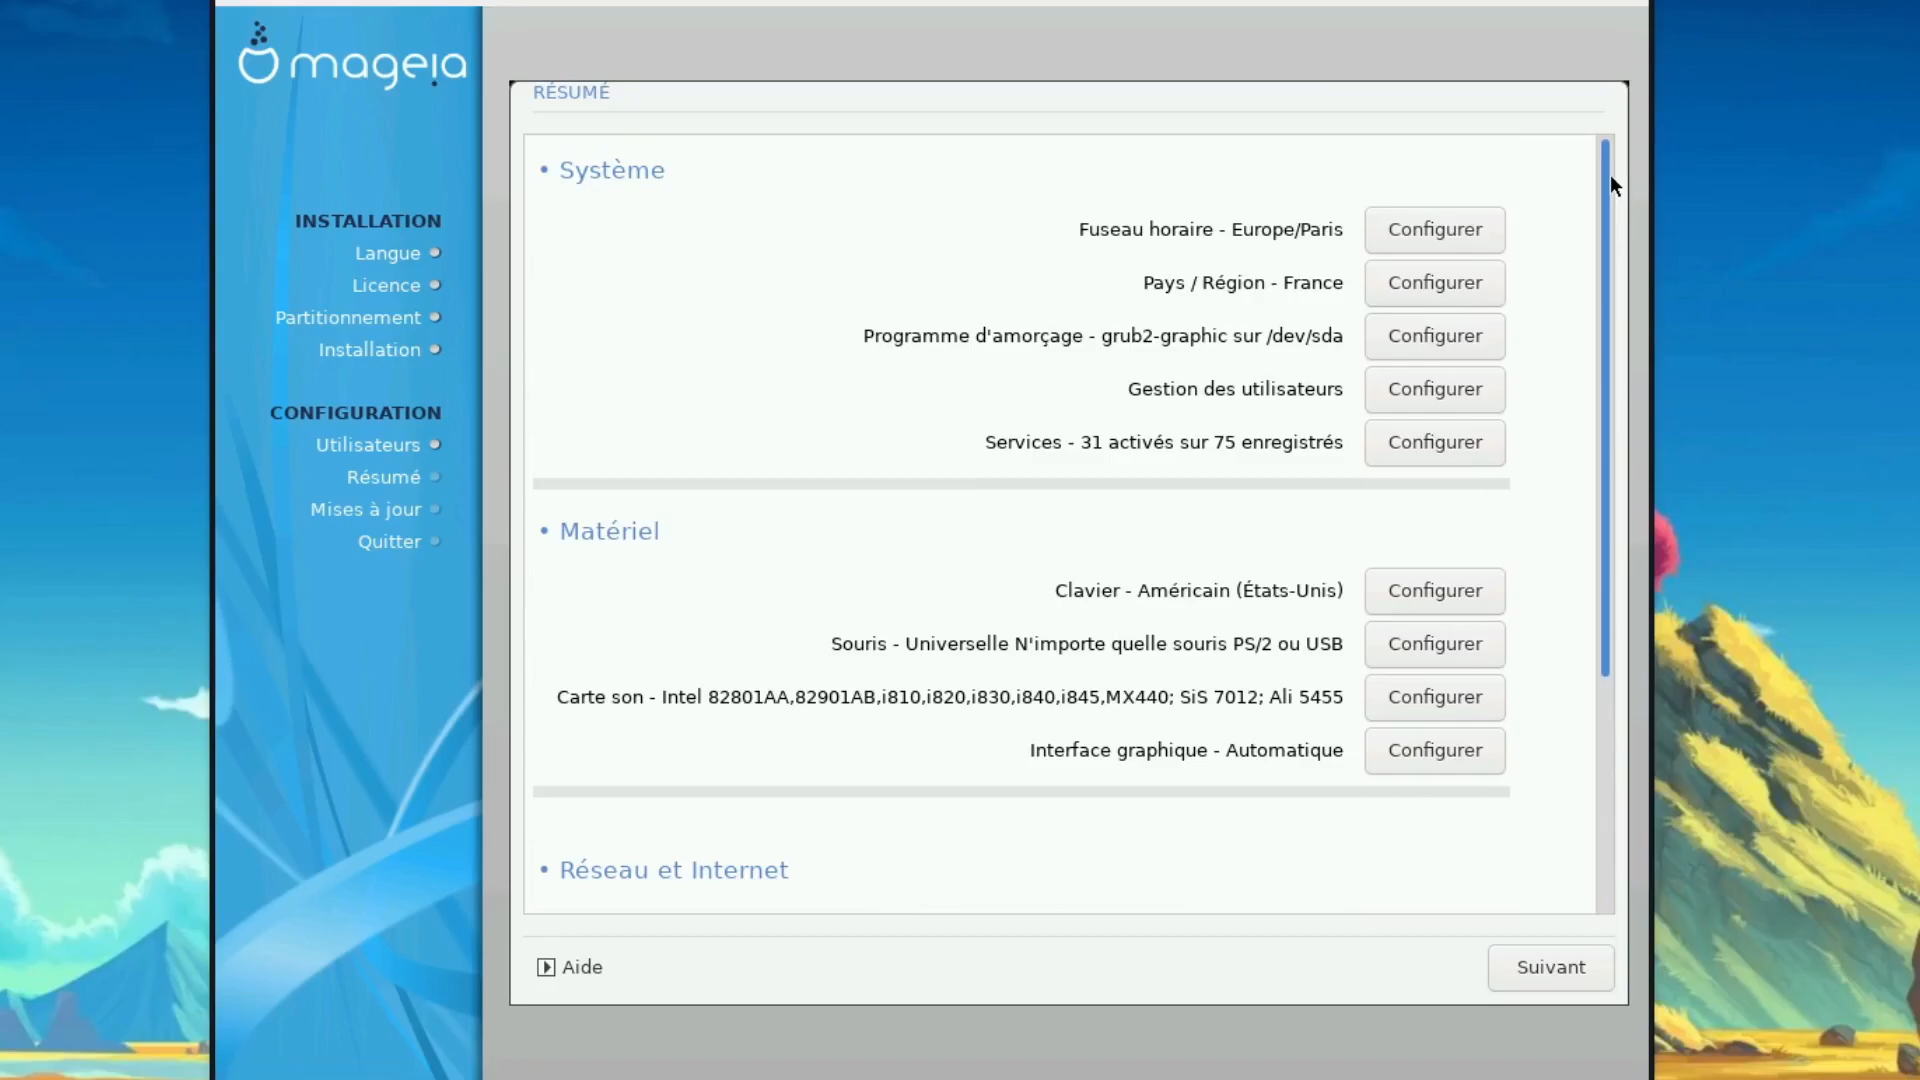 mageia
INSTALLATION
Langue
Licence
Partitionnement
Installation
CONFIGURATION
Utilisateurs
Résumé
Mises à jour
Quitter
RÉSUMÉ
• Système
Fuseau horaire - Europe/Paris Configurer
Pays / Région - France Configurer
Programme d'amorçage - grub2-graphic sur /dev/sda Configurer
Gestion des utilisateurs Configurer
Services - 31 activés sur 75 enregistrés Configurer
• Matériel
Clavier - Américain (États-Unis) Configurer
Souris - Universelle N'importe quelle souris PS/2 ou USB Configurer
Carte son - Intel 82801AA,82901AB,i810,i820,i830,i840,i845,MX440; SiS 7012; Ali 5455 Configurer
Interface graphique - Automatique Configurer
• Réseau et Internet
Aide
Suivant